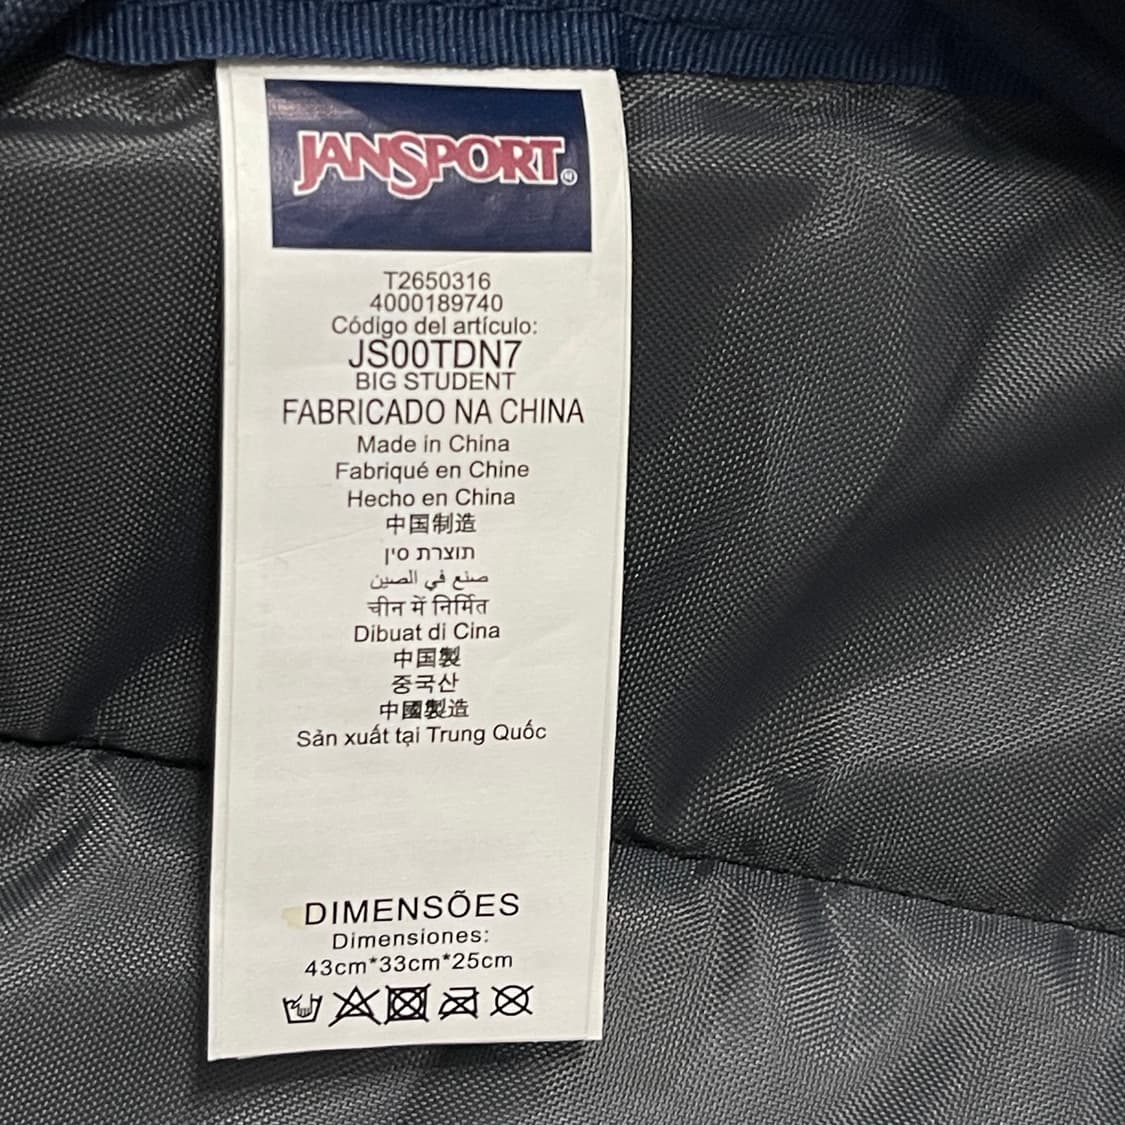 JANSPORT®
T2650316
4000189740
Código del artículo:
JS00TDN7
BIG STUDENT
FABRICADO NA CHINA
Made in China
Fabriqué en Chine
Hecho en China
中国制造
תוצרת סין
صنع في الصين
चीन में निर्मित
Dibuat di Cina
中国製
중국산
中國製造
Sản xuất tại Trung Quốc
DIMENSÕES
Dimensiones:
43cm*33cm*25cm